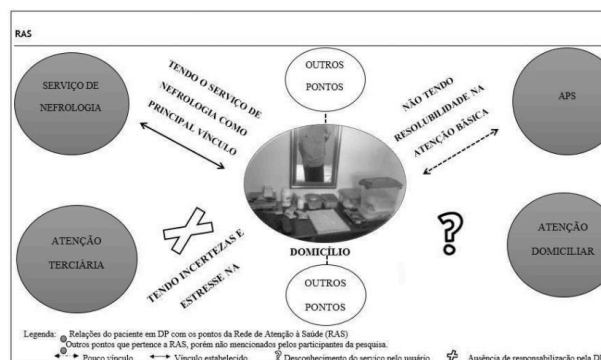 RAS
SERVIÇO DE
NEFROLOGIA
TENDO O SERVIÇO DE
NEFROLOGIA COMO
PRINCIPAL VÍNCULO
OUTROS
PONTOS
NÃO TENDO
RESOLUBILIDADE NA
ATENÇÃO BÁSICA
APS
ATENÇÃO
TERCIÁRIA
TENDO INCERTEZAS E
ESTRESSE NA
DOMICÍLIO
OUTROS
PONTOS
?
ATENÇÃO
DOMICILIAR
Legenda: Relações do paciente em DP com os pontos da Rede de Atenção à Saúde (RAS)
Outros pontos que pertence a RAS, porém não mencionados pelos participantes da pesquisa.
Pouco vínculo Vínculo estabelecido ? Desconhecimento do serviço pelo usuário Ausência de responsabilização pela